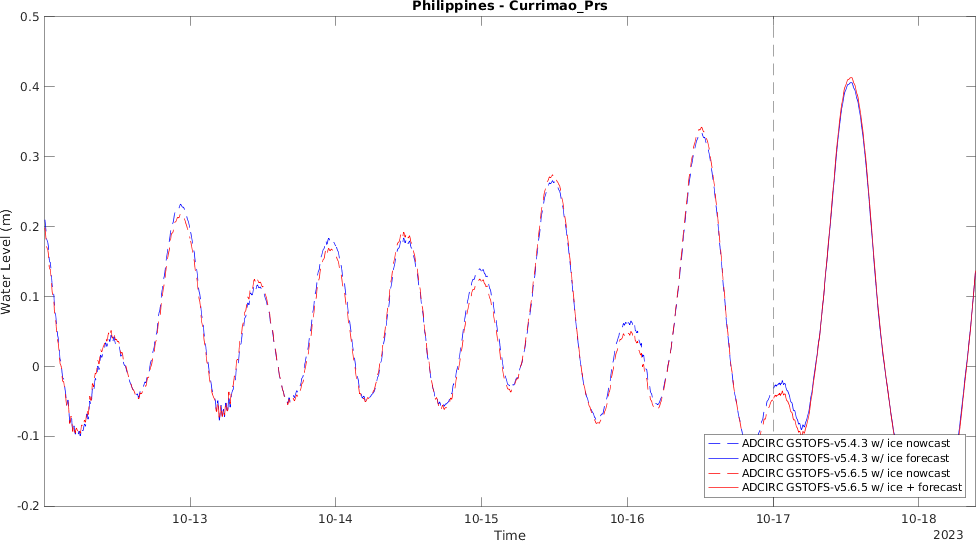 Philippines - Currimao_Prs
0.5
0.4
0.3
0.2
0.1
0
-0.1
-0.2
Water Level (m)
10-13
10-14
10-15
10-16
10-17
10-18
Time
2023
ADCIRC GSTOFS-v5.4.3 w/ ice nowcast
ADCIRC GSTOFS-v5.4.3 w/ ice forecast
ADCIRC GSTOFS-v5.6.5 w/ ice nowcast
ADCIRC GSTOFS-v5.6.5 w/ ice + forecast